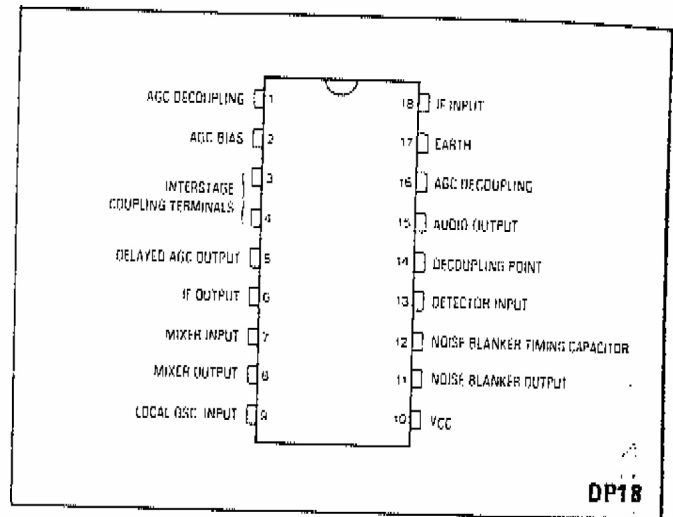 AGC DECOUPLING 1
AGC BIAS 2
INTERSTAGE
COUPLING TERMINALS
3
4
DELAYED AGC OUTPUT 5
IF OUTPUT 6
MIXER INPUT 7
MIXER OUTPUT 8
LOCAL OSC. INPUT 9
18 IF INPUT
17 EARTH
16 AGC DECOUPLING
15 AUDIO OUTPUT
14 DECOUPLING POINT
13 DETECTOR INPUT
12 NOISE BLANKER TIMING CAPACITOR
11 NOISE BLANKER OUTPUT
10 VCC
DP18